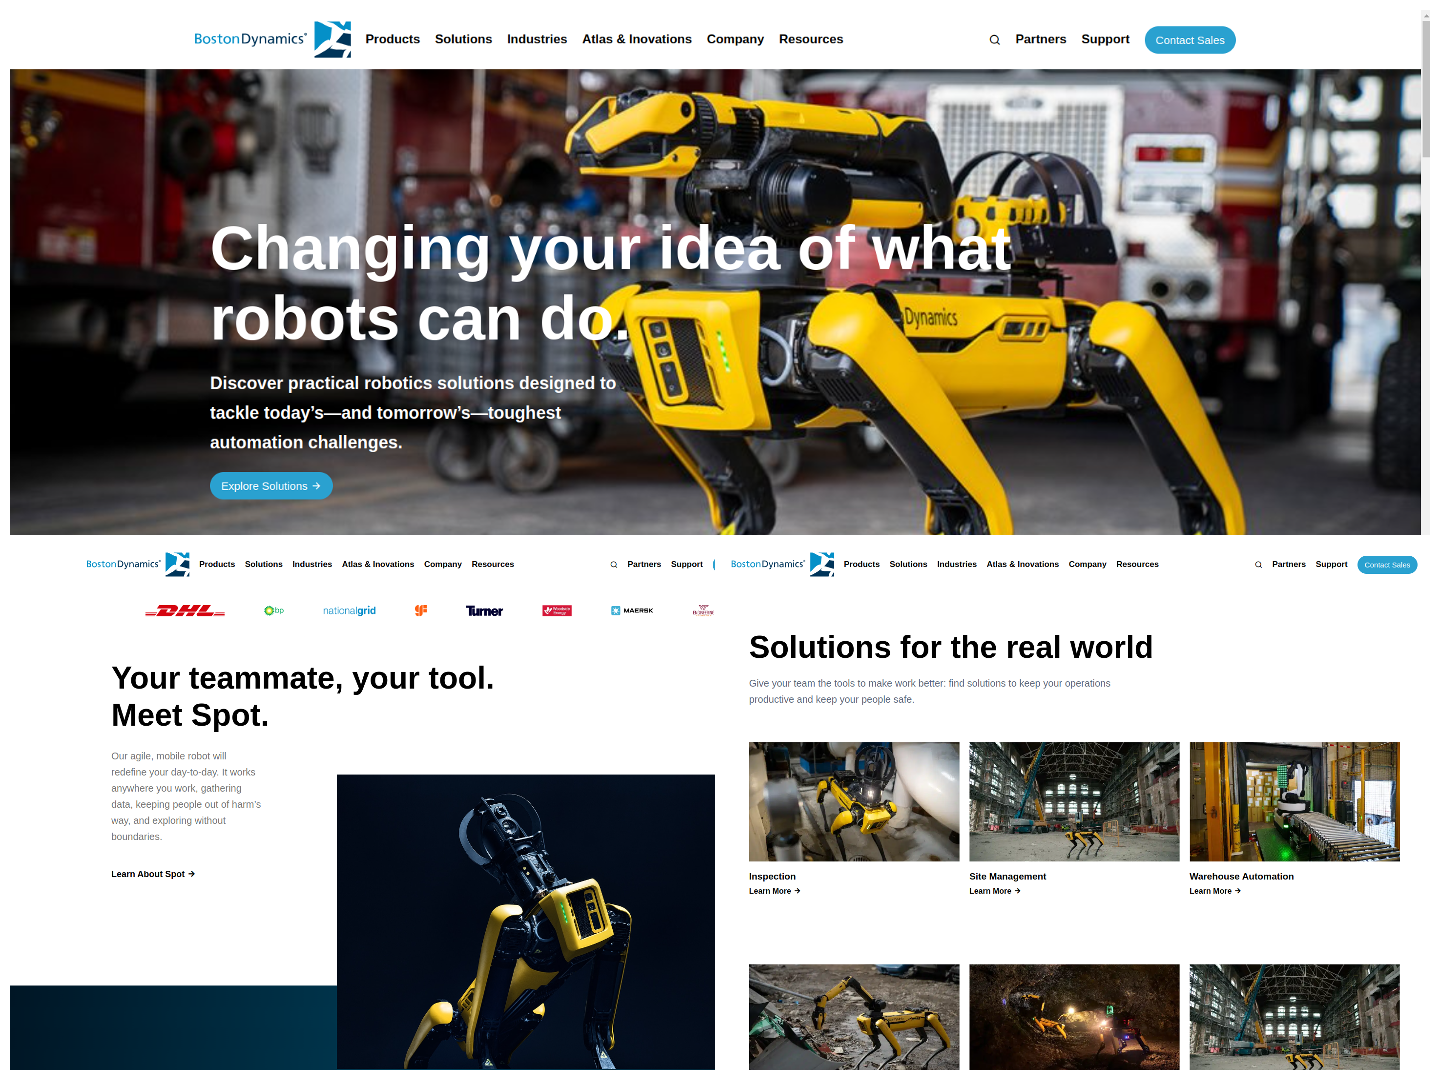 BostonDynamics
Products Solutions Industries Atlas & Inovations Company Resources Partners Support Contact Sales
Changing your idea of what
robots can do.
Dynamics
Discover practical robotics solutions designed to
tackle today’s—and tomorrow’s—toughest
automation challenges.
Explore Solutions →
BostonDynamics
Products Solutions Industries Atlas & Inovations Company Resources Partners Support
DHL bp nationalgrid Turner Woodside Energy MAERSK
Your teammate, your tool.
Meet Spot.
Our agile, mobile robot will
redefine your day-to-day. It works
anywhere you work, gathering
data, keeping people out of harm’s
way, and exploring without
boundaries.
Learn About Spot →
BostonDynamics
Products Solutions Industries Atlas & Inovations Company Resources Partners Support Contact Sales
Solutions for the real world
Give your team the tools to make work better: find solutions to keep your operations
productive and keep your people safe.
Inspection
Learn More →
Site Management
Learn More →
Warehouse Automation
Learn More →